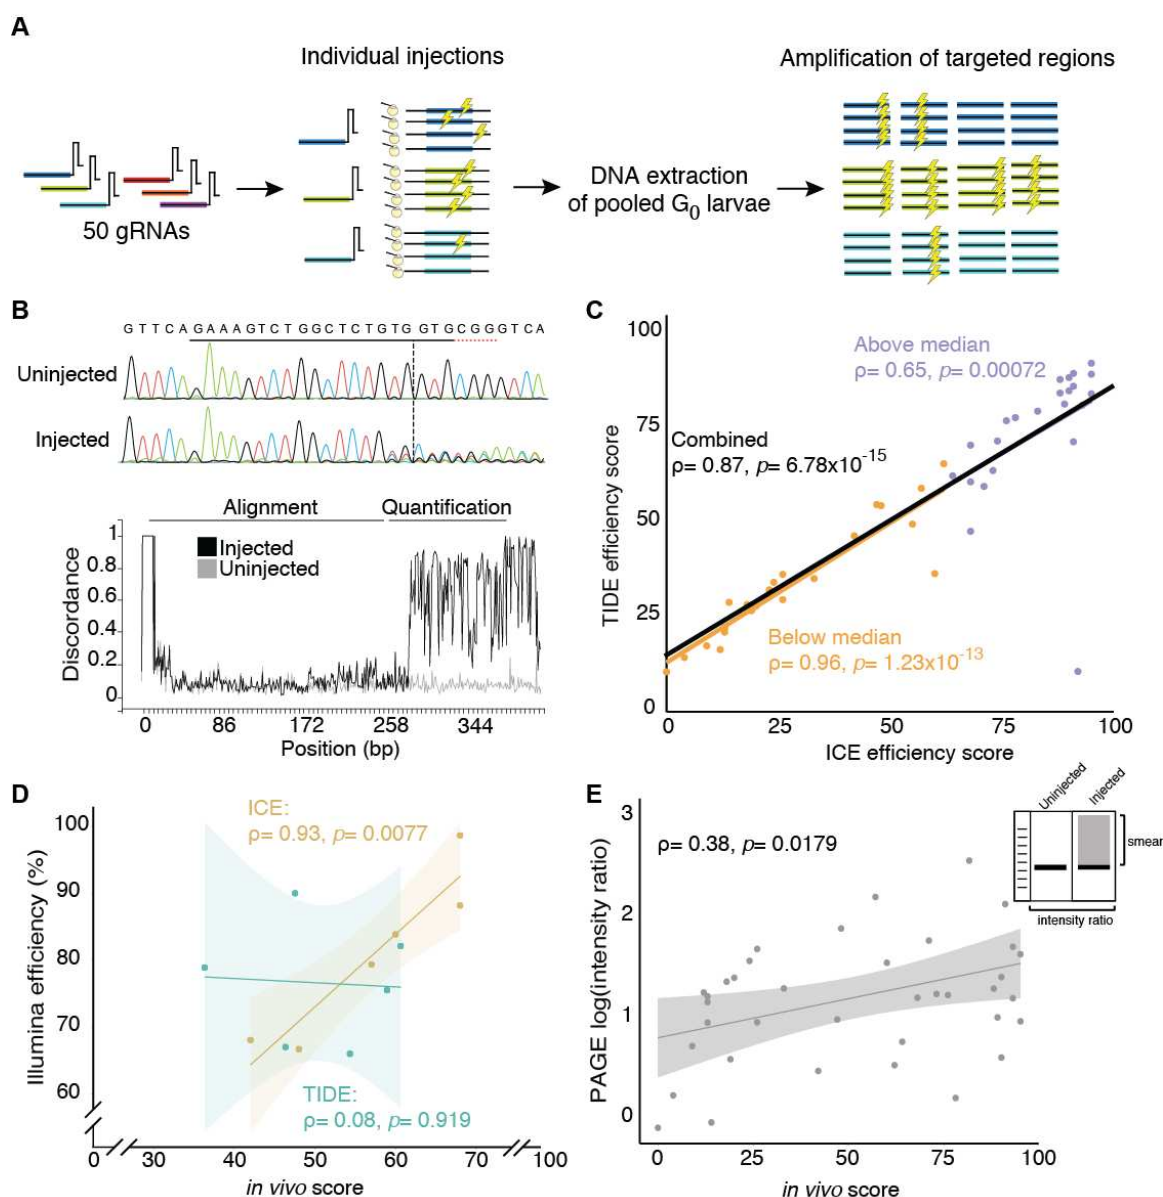 A
Individual injections
Amplification of targeted regions
50 gRNAs
DNA extraction
of pooled G0 larvae
B
G T T C A G A A A G T C T G G C T C T G T G G T G C G G G T C A
Uninjected
Injected
Alignment
Quantification
Injected
Uninjected
Discordance
1
0.8
0.6
0.4
0.2
0
0
86
172
258
344
Position (bp)
C
Above median
ρ= 0.65, p= 0.00072
Combined
ρ= 0.87, p= 6.78x10-15
Below median
ρ= 0.96, p= 1.23x10-13
TIDE efficiency score
100
75
50
25
0
0
25
50
75
100
ICE efficiency score
D
ICE:
ρ= 0.93, p= 0.0077
TIDE:
ρ= 0.08, p= 0.919
Illumina efficiency (%)
100
90
80
70
60
0
30
40
50
60
70
100
in vivo score
E
ρ= 0.38, p= 0.0179
Uninjected
Injected
smear
intensity ratio
PAGE log(intensity ratio)
3
2
1
0
0
25
50
75
100
in vivo score